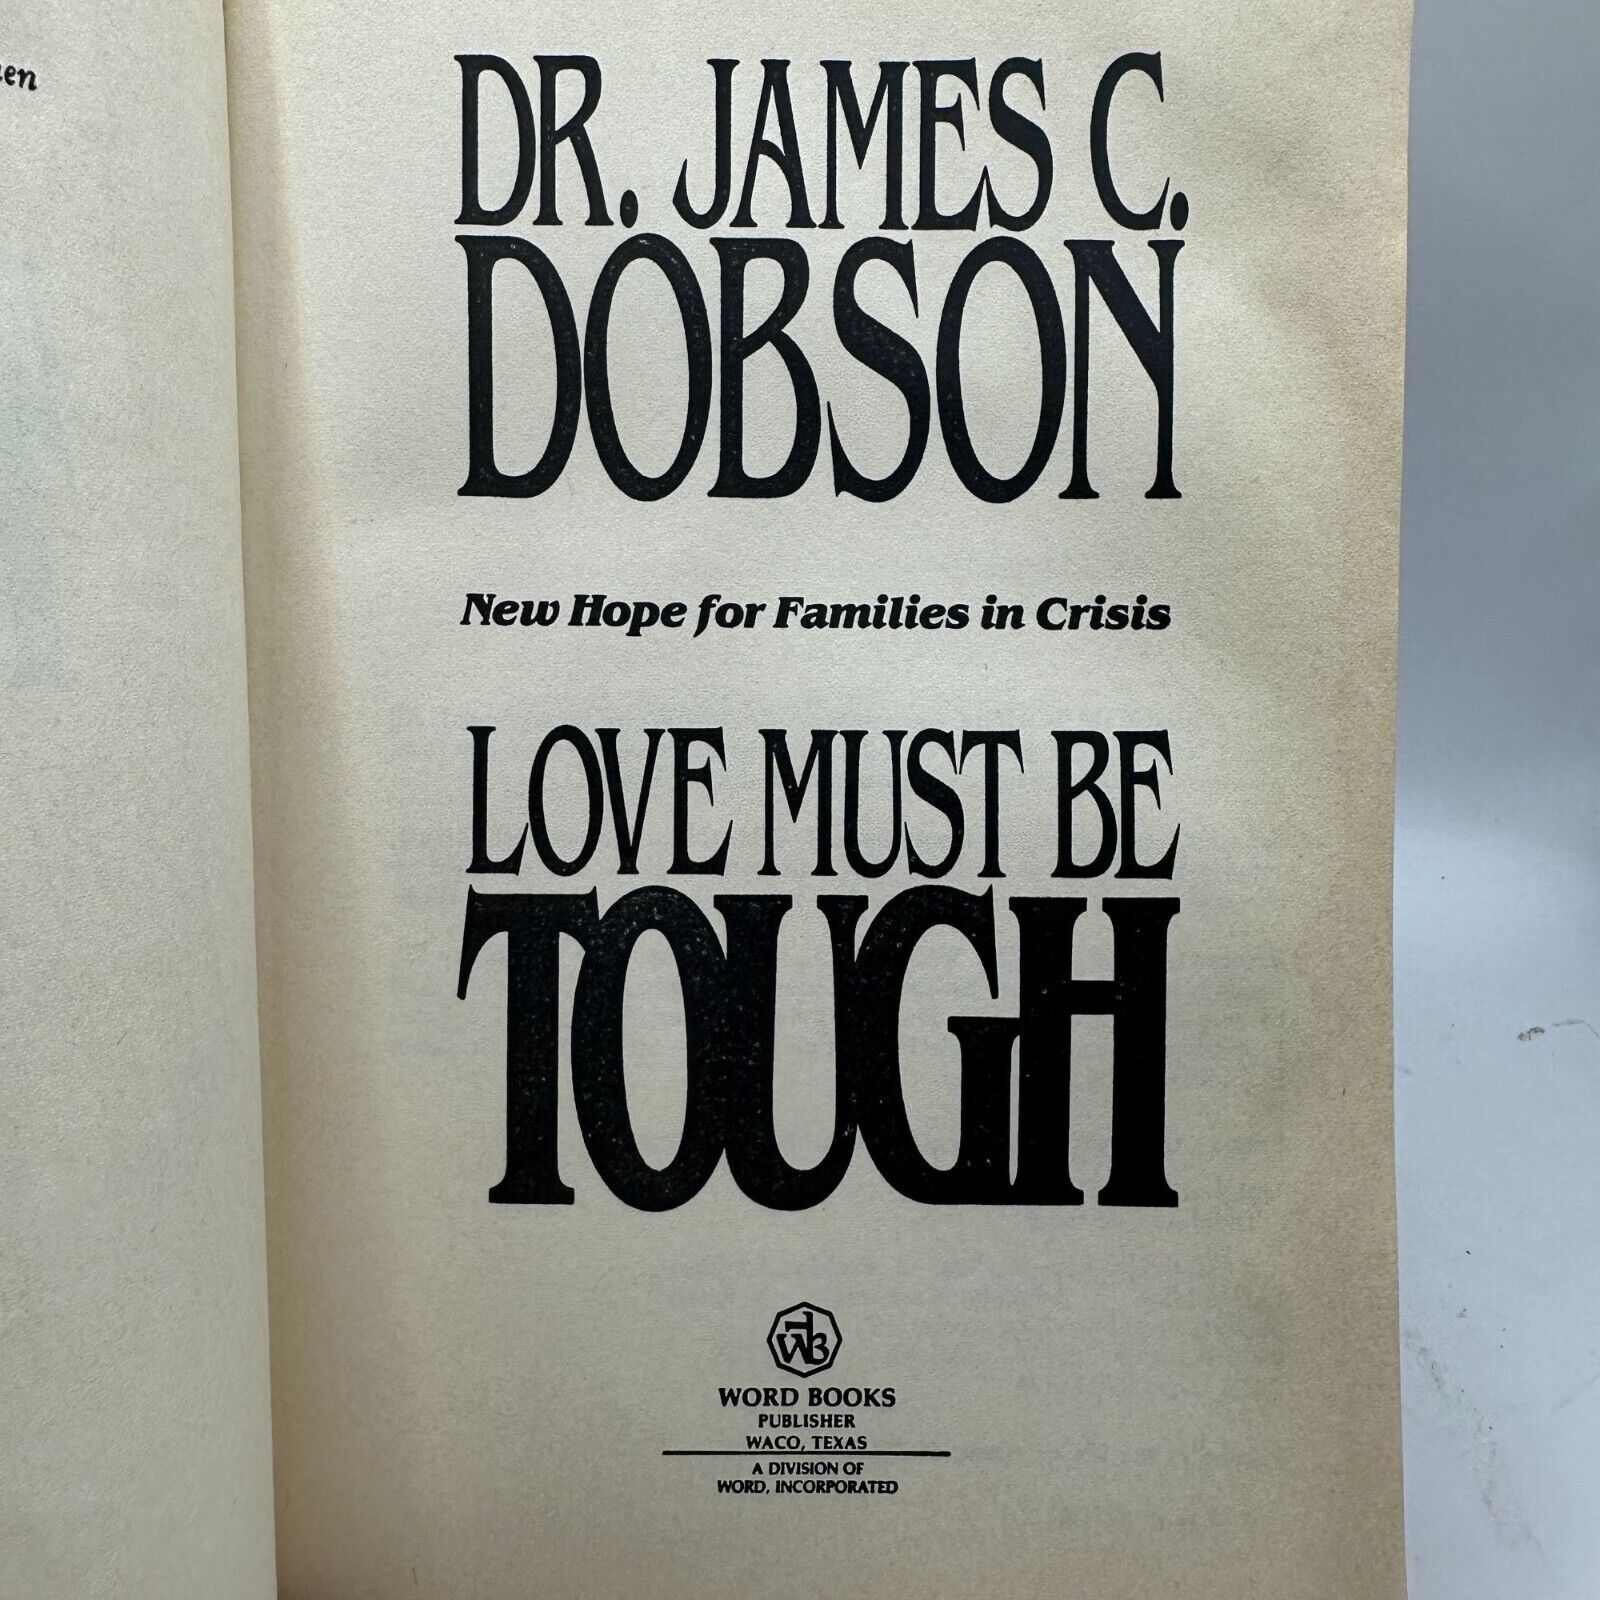 DR. JAMES C.
DOBSON
New Hope for Families in Crisis
LOVE MUST BE
TOUGH
WB
WORD BOOKS
PUBLISHER
WACO, TEXAS
A DIVISION OF
WORD, INCORPORATED